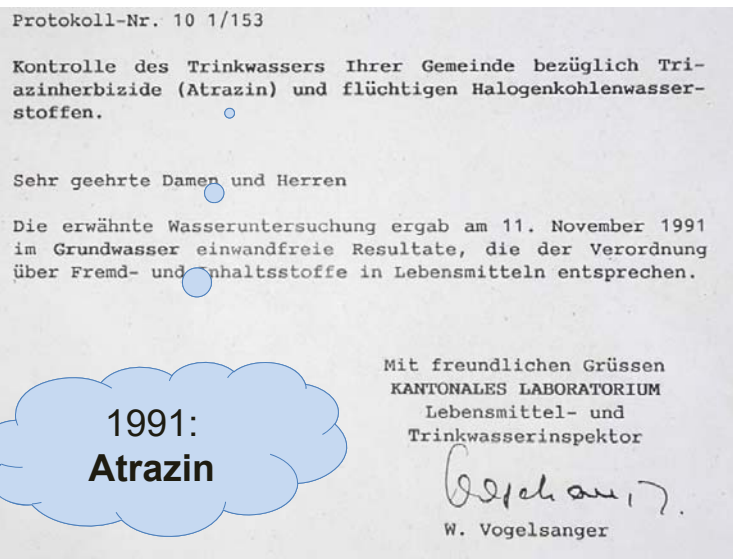 Protokoll-Nr. 10 1/153
Kontrolle des Trinkwassers Ihrer Gemeinde bezüglich Tri-
azinherbizide (Atrazin) und flüchtigen Halogenkohlenwasser-
stoffen.
Sehr geehrte Damen und Herren
Die erwähnte Wasseruntersuchung ergab am 11. November 1991
im Grundwasser einwandfreie Resultate, die der Verordnung
über Fremd- und Inhaltsstoffe in Lebensmitteln entsprechen.
Mit freundlichen Grüssen
KANTONALES LABORATORIUM
Lebensmittel- und
Trinkwasserinspektor
W. Vogelsanger
1991:
Atrazin